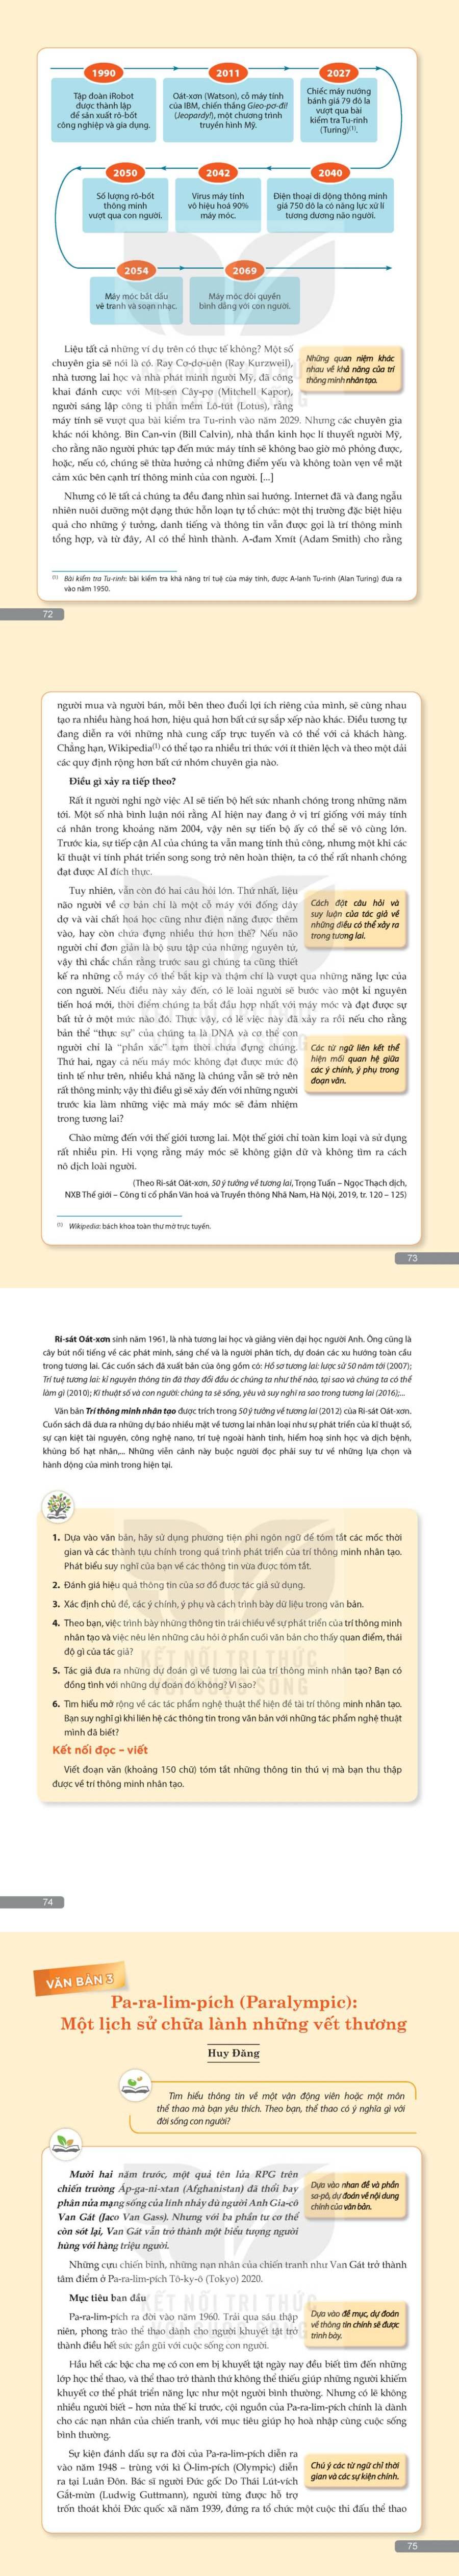 1990
2011
2027
Tập đoàn iRobot
được thành lập
để sản xuất rô-bốt
công nghiệp và gia dụng.
Oát-xơn (Watson), cỗ máy tính
của IBM, chiến thắng Gieo-pơ-đi!
(Jeopardy!), một chương trình
truyền hình Mỹ.
Chiếc máy nướng
bánh giá 79 đô la
vượt qua bài
kiểm tra Tu-rinh
(Turing)(1).
2050
2042
2040
Số lượng rô-bốt
thông minh
vượt qua con người.
Virus máy tính
vô hiệu hoá 90%
máy móc.
Điện thoại di động thông minh
giá 750 đô la có năng lực xử lí
tương đương não người.
2054
2069
Máy móc bắt đầu
vẽ tranh và soạn nhạc.
Máy móc đòi quyền
bình đẳng với con người.
Liệu tất cả những ví dụ trên có thực tế không? Một số
chuyên gia sẽ nói là có. Ray Cơ-doèo (Ray Kurzweil),
nhà tương lai học và nhà phát minh người Mỹ, đã công
khai đánh cược với Mít-seo Cây-pơ (Mitchell Kapor),
người sáng lập công ti phần mềm Lô-tút (Lotus), rằng
máy tính sẽ vượt qua bài kiểm tra Tu-rinh vào năm 2029. Nhưng các chuyên gia
khác nói không. Bin Can-vin (Bill Calvin), nhà thần kinh học lí thuyết người Mỹ,
cho rằng não người phức tạp đến mức máy tính sẽ không bao giờ mô phỏng được,
hoặc, nếu có, chúng sẽ thừa hưởng cả những điểm yếu và không toàn vẹn về mặt
cảm xúc bên cạnh trí thông minh của con người. [...]
Những quan niệm khác
nhau về khả năng của trí
thông minh nhân tạo.
Nhưng có lẽ tất cả chúng ta đều đang nhìn sai hướng. Internet đã và đang ngẫu
nhiên nuôi dưỡng một dạng thức hỗn loạn tự tổ chức: một thị trường đặc biệt hiệu
quả cho những ý tưởng, danh tiếng và thông tin vẫn được gọi là trí thông minh
tổng hợp, và từ đây, AI có thể hình thành. A-đam Xmít (Adam Smith) cho rằng
(1) Bài kiểm tra Tu-rinh: bài kiểm tra khả năng trí tuệ của máy tính, được A-lanh Tu-rinh (Alan Turing) đưa ra
vào năm 1950.
72
người mua và người bán, mỗi bên theo đuổi lợi ích riêng của mình, sẽ cùng nhau
tạo ra nhiều hàng hoá hơn, hiệu quả hơn bất cứ sự sắp xếp nào khác. Điều tương tự
đang diễn ra với những nhà cung cấp trực tuyến và có thể với cả khách hàng.
Chẳng hạn, Wikipedia(1) có thể tạo ra nhiều tri thức với ít thiên lệch và theo một dải
các quy định rộng hơn bất cứ nhóm chuyên gia nào.
Điều gì xảy ra tiếp theo?
Rất ít người nghi ngờ việc AI sẽ tiến bộ hết sức nhanh chóng trong những năm
tới. Một số nhà bình luận nói rằng AI hiện nay đang ở vị trí giống với máy tính
cá nhân trong khoảng năm 2004, vậy nên sự tiến bộ ấy có thể sẽ vô cùng lớn.
Trước kia, sự tiếp cận AI của chúng ta vẫn mang tính thủ công, nhưng một khi các
kĩ thuật vi tính phát triển song song trở nên hoàn thiện, ta có thể rất nhanh chóng
đạt được AI đích thực.
Tuy nhiên, vẫn còn đó hai câu hỏi lớn. Thứ nhất, liệu
não người về cơ bản chỉ là một cỗ máy với đống dây
dợ và vài chất hoá học cùng như điện năng được thêm
vào, hay còn chứa đựng nhiều thứ hơn thế? Nếu não
người chỉ đơn giản là bộ sưu tập của những nguyên tử,
vậy thì chắc chắn rằng trước sau gì chúng ta cũng thiết
kế ra những cỗ máy có thể bắt kịp và thậm chí là vượt qua những năng lực của
con người. Nếu điều này xảy đến, có lẽ loài người sẽ bước vào một kỉ nguyên
tiến hoá mới, thời điểm chúng ta bắt đầu hợp nhất với máy móc và đạt được sự
bất tử ở một mức nào đó. Thực vậy, có lẽ việc này đã xảy ra rồi nếu cho rằng
bản thể “thực sự” của chúng ta là DNA và cơ thể con
người chỉ là “phần xác” tạm thời chứa đựng chúng.
Thứ hai, ngay cả nếu máy móc không đạt được mức độ
tinh tế như trên, nhiều khả năng là chúng vẫn sẽ trở nên
rất thông minh; vậy thì điều gì sẽ xảy đến với những người
trước kia làm những việc mà máy móc sẽ đảm nhiệm
trong tương lai?
Cách đặt câu hỏi và
suy luận của tác giả về
những điều có thể xảy ra
trong tương lai.
Các từ ngữ liên kết thể
hiện mối quan hệ giữa
các ý chính, ý phụ trong
đoạn văn.
Chào mừng đến với thế giới tương lai. Một thế giới chỉ toàn kim loại và sử dụng
rất nhiều pin. Hi vọng rằng máy móc sẽ không giận dữ và không tìm ra cách
nô dịch loài người.
(Theo Ri-sát Oát-xơn, 50 ý tưởng về tương lai, Trọng Tuấn – Ngọc Thạch dịch,
NXB Thế giới – Công ti cổ phần Văn hoá và Truyền thông Nhã Nam, Hà Nội, 2019, tr. 120 – 125)
(1) Wikipedia: bách khoa toàn thư mở trực tuyến.
73
Ri-sát Oát-xơn sinh năm 1961, là nhà tương lai học và giảng viên đại học người Anh. Ông cũng là
cây bút nổi tiếng về các phát minh, sáng chế và là người phân tích, dự đoán các xu hướng toàn cầu
trong tương lai. Các cuốn sách đã xuất bản của ông gồm có: Hồ sơ tương lai: lược sử 50 năm tới (2007);
Trí tuệ tương lai: kỉ nguyên thông tin đã thay đổi đầu óc chúng ta như thế nào, tại sao và chúng ta có thể
làm gì (2010); Kĩ thuật số và con người: chúng ta sẽ sống, yêu và suy nghĩ ra sao trong tương lai (2016);...
Văn bản Trí thông minh nhân tạo được trích trong 50 ý tưởng về tương lai (2012) của Ri-sát Oát-xơn.
Cuốn sách đã đưa ra những dự báo nhiều mặt về tương lai nhân loại như sự phát triển của kĩ thuật số,
sự cạn kiệt tài nguyên, công nghệ nano, trí tuệ ngoài hành tinh, hiểm hoạ sinh học và dịch bệnh,
khủng bố hạt nhân,... Những viễn cảnh này buộc người đọc phải suy tư về những lựa chọn và
hành động của mình trong hiện tại.
1. Dựa vào văn bản, hãy sử dụng phương tiện phi ngôn ngữ để tóm tắt các mốc thời
gian và các thành tựu chính trong quá trình phát triển của trí thông minh nhân tạo.
Phát biểu suy nghĩ của bạn về các thông tin vừa được tóm tắt.
2. Đánh giá hiệu quả thông tin của sơ đồ được tác giả sử dụng.
3. Xác định chủ đề, các ý chính, ý phụ và cách trình bày dữ liệu trong văn bản.
4. Theo bạn, việc trình bày những thông tin trái chiều về sự phát triển của trí thông minh
nhân tạo và việc nêu lên những câu hỏi ở phần cuối văn bản cho thấy quan điểm, thái
độ gì của tác giả?
5. Tác giả đưa ra những dự đoán gì về tương lai của trí thông minh nhân tạo? Bạn có
đồng tình với những dự đoán đó không? Vì sao?
6. Tìm hiểu mở rộng về các tác phẩm nghệ thuật thể hiện đề tài trí thông minh nhân tạo.
Bạn suy nghĩ gì khi liên hệ các thông tin trong văn bản với những tác phẩm nghệ thuật
mình đã biết?
Kết nối đọc – viết
Viết đoạn văn (khoảng 150 chữ) tóm tắt những thông tin thú vị mà bạn thu thập
được về trí thông minh nhân tạo.
74
VĂN BẢN 3
Pa-ra-lim-pích (Paralympic):
Một lịch sử chữa lành những vết thương
Huy Đăng
Tìm hiểu thông tin về một vận động viên hoặc một môn
thể thao mà bạn yêu thích. Theo bạn, thể thao có ý nghĩa gì với
đời sống con người?
Mười hai năm trước, một quả tên lửa RPG trên
chiến trường Áp-ga-ni-xtan (Afghanistan) đã thổi bay
phân nửa mạng sống của lính nhảy dù người Anh Gia-cô
Van Gát (Jaco Van Gass). Nhưng với ba phần tư cơ thể
còn sót lại, Van Gát vẫn trở thành một biểu tượng người
hùng với hàng triệu người.
Dựa vào nhan đề và phần
sa-pô, dự đoán về nội dung
chính của văn bản.
Những cựu chiến binh, những nạn nhân của chiến tranh như Van Gát trở thành
tâm điểm ở Pa-ra-lim-pích Tô-ky-ô (Tokyo) 2020.
Mục tiêu ban đầu
Pa-ra-lim-pích ra đời vào năm 1960. Trải qua sáu thập
niên, phong trào thể thao dành cho người khuyết tật trở
thành điều hết sức gần gũi với cuộc sống con người.
Dựa vào đề mục, dự đoán
về thông tin chính sẽ được
trình bày.
Hầu hết các bậc cha mẹ có con em bị khuyết tật ngày nay đều biết tìm đến những
lớp học thể thao, và thể thao trở thành thứ không thể thiếu giúp những người khiếm
khuyết cơ thể phát triển năng lực như một người bình thường. Nhưng có lẽ không
nhiều người biết – hơn nửa thế kỉ trước, cội nguồn của Pa-ra-lim-pích chính là dành
cho các nạn nhân của chiến tranh, với mục tiêu giúp họ hoà nhập cùng cuộc sống
bình thường.
Sự kiện đánh dấu sự ra đời của Pa-ra-lim-pích diễn ra
vào năm 1948 – trùng với kì Ô-lim-pích (Olympic) diễn
ra tại Luân Đôn. Bác sĩ người Đức gốc Do Thái Lút-vích
Gắt-mừn (Ludwig Guttmann), người từng được hỗ trợ
trốn thoát khỏi Đức quốc xã năm 1939, đứng ra tổ chức một cuộc thi đấu thể thao
Chú ý các từ ngữ chỉ thời
gian và các sự kiện chính.
75